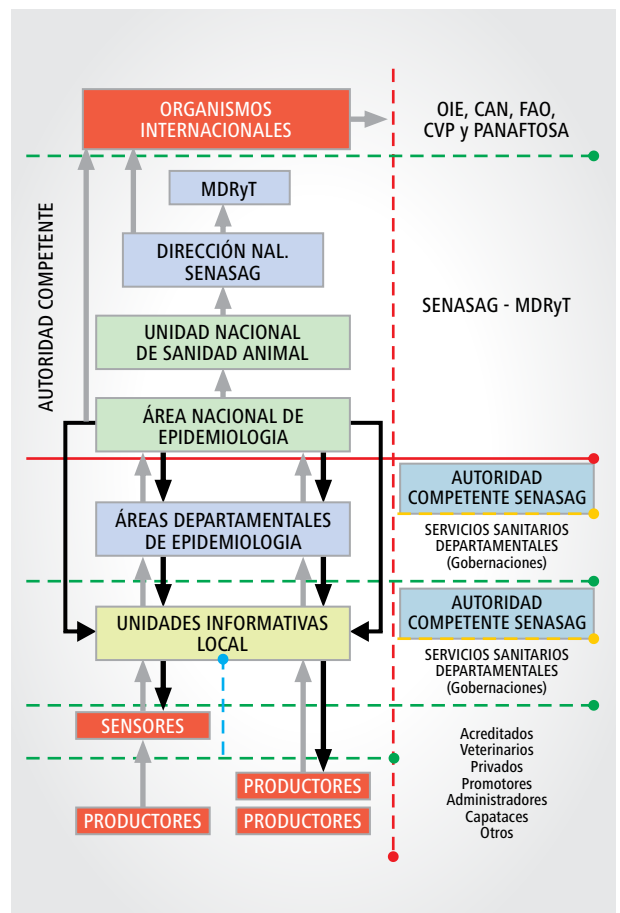 ORGANISMOS
INTERNACIONALES
OIE, CAN, FAO,
CVP y PANAFTOSA
AUTORIDAD COMPETENTE
MDRyT
DIRECCIÓN NAL.
SENASAG
UNIDAD NACIONAL
DE SANIDAD ANIMAL
SENASAG - MDRyT
ÁREA NACIONAL DE
EPIDEMIOLOGIA
ÁREAS DEPARTAMENTALES
DE EPIDEMIOLOGIA
AUTORIDAD
COMPETENTE SENASAG
SERVICIOS SANITARIOS
DEPARTAMENTALES
(Gobernaciones)
UNIDADES INFORMATIVAS
LOCAL
AUTORIDAD
COMPETENTE SENASAG
SERVICIOS SANITARIOS
DEPARTAMENTALES
(Gobernaciones)
SENSORES
PRODUCTORES
PRODUCTORES
PRODUCTORES
Acreditados
Veterinarios
Privados
Promotores
Administradores
Capataces
Otros